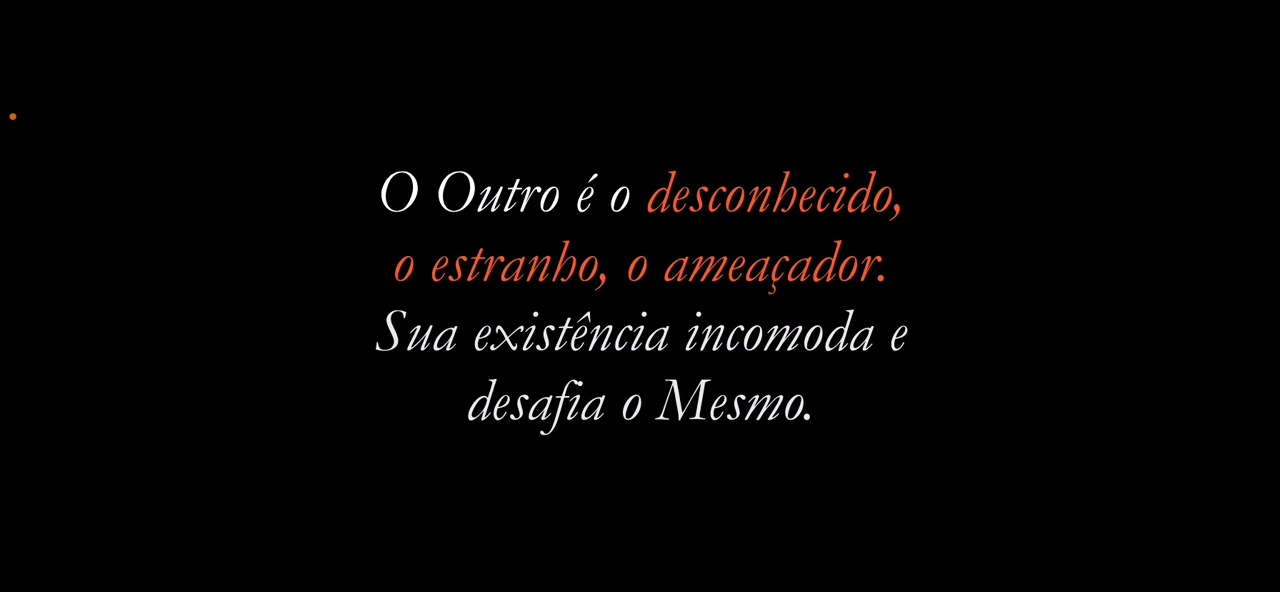 O Outro é o desconhecido,
o estranho, o ameaçador.
Sua existência incomoda e
desafia o Mesmo.